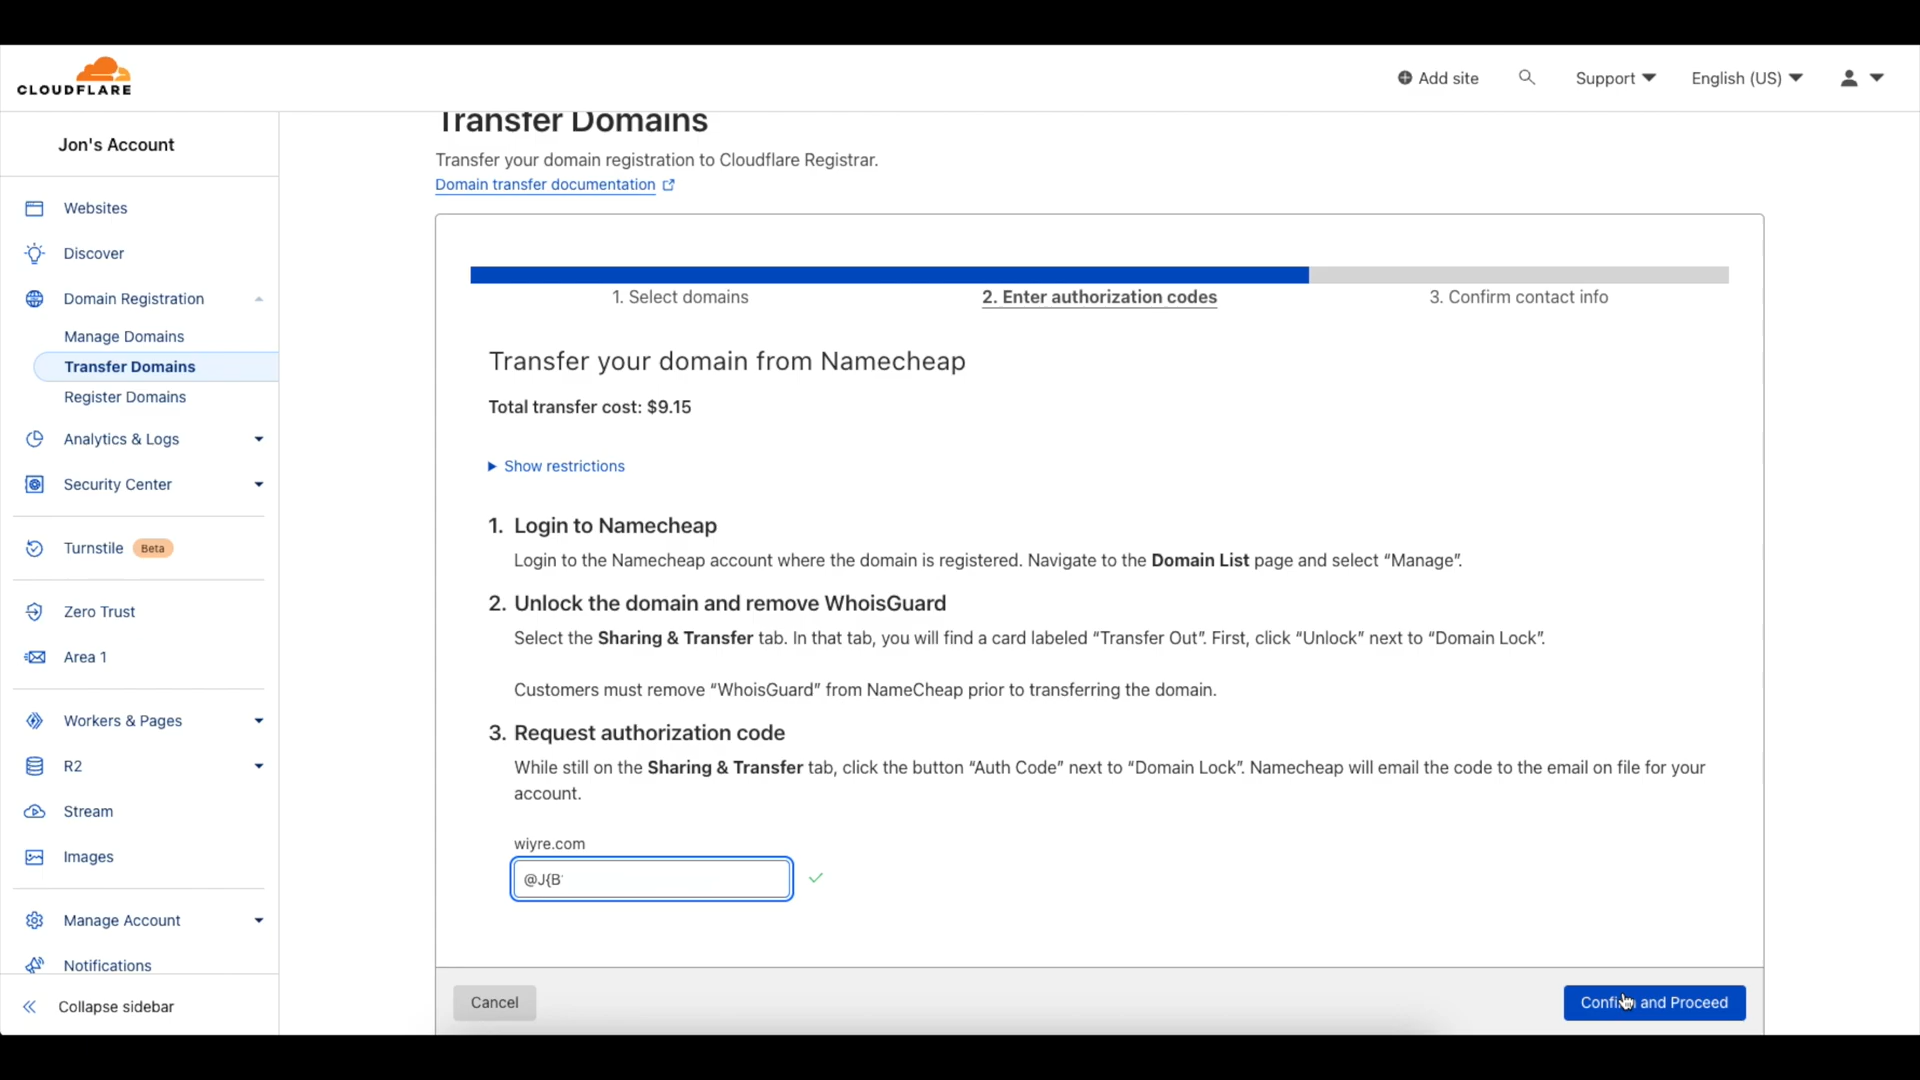 CLOUDFLARE
Add site
Support
English (US)
Jon's Account
Websites
Discover
Domain Registration
Manage Domains
Transfer Domains
Register Domains
Analytics & Logs
Security Center
Turnstile Beta
Zero Trust
Area 1
Workers & Pages
R2
Stream
Images
Manage Account
Notifications
Collapse sidebar
Transfer Domains
Transfer your domain registration to Cloudflare Registrar.
Domain transfer documentation
1. Select domains
2. Enter authorization codes
3. Confirm contact info
Transfer your domain from Namecheap
Total transfer cost: $9.15
Show restrictions
1. Login to Namecheap
Login to the Namecheap account where the domain is registered. Navigate to the Domain List page and select “Manage”.
2. Unlock the domain and remove WhoisGuard
Select the Sharing & Transfer tab. In that tab, you will find a card labeled “Transfer Out”. First, click “Unlock” next to “Domain Lock”.
Customers must remove “WhoisGuard” from NameCheap prior to transferring the domain.
3. Request authorization code
While still on the Sharing & Transfer tab, click the button “Auth Code” next to “Domain Lock”. Namecheap will email the code to the email on file for your
account.
wiyre.com
@J{B
Cancel
Confirm and Proceed